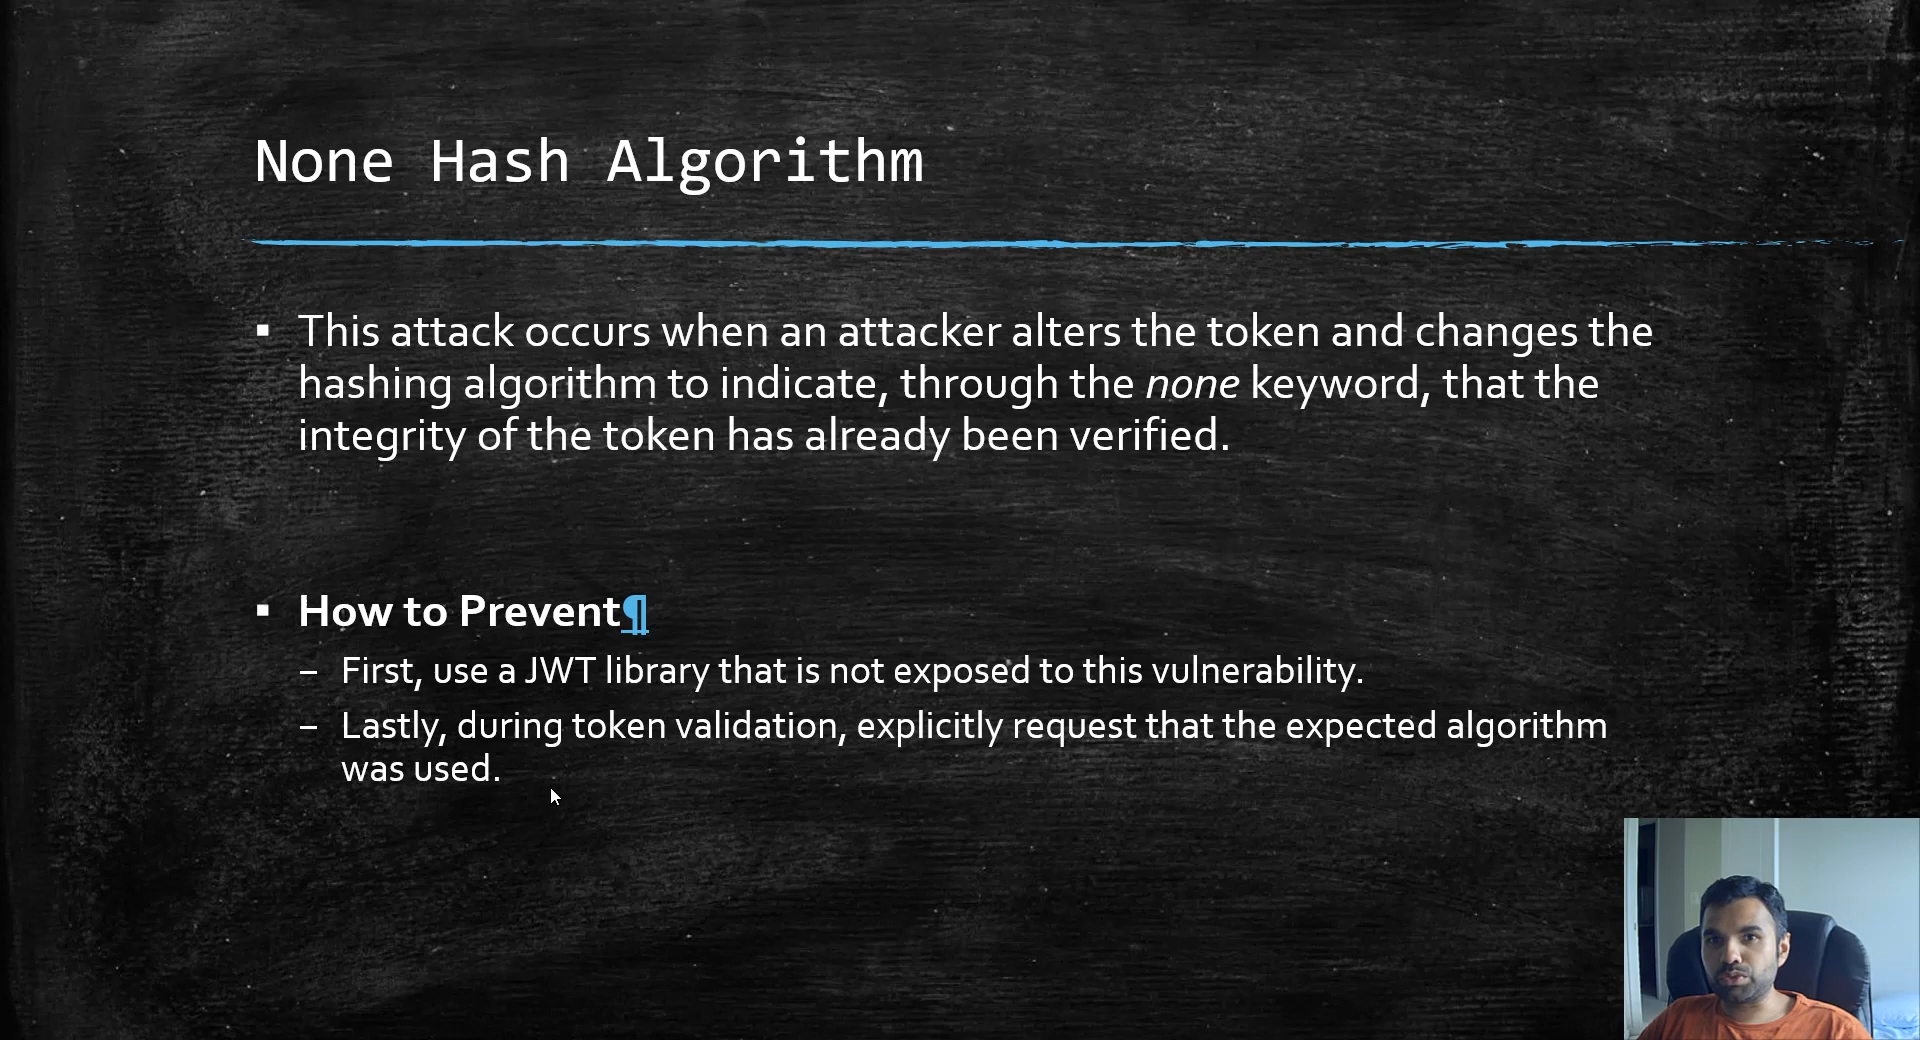 None Hash Algorithm
▪ This attack occurs when an attacker alters the token and changes the
hashing algorithm to indicate, through the none keyword, that the
integrity of the token has already been verified.
▪ How to Prevent¶
– First, use a JWT library that is not exposed to this vulnerability.
– Lastly, during token validation, explicitly request that the expected algorithm
was used.